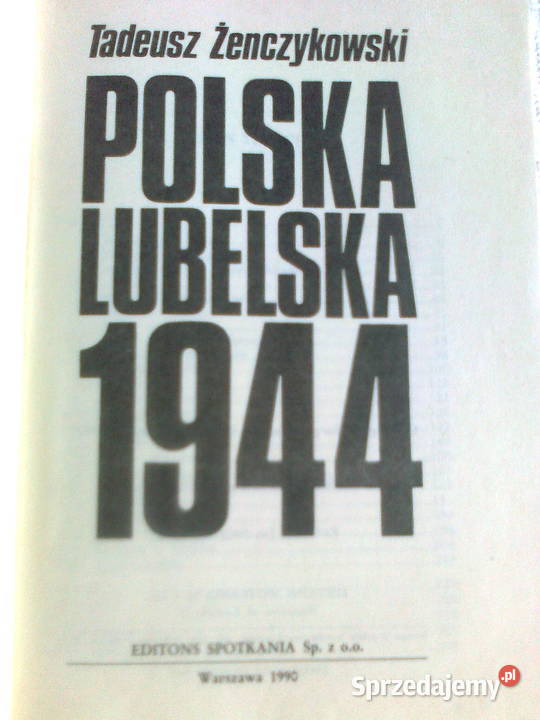 Tadeusz Żenczykowski
POLSKA
LUBELSKA
1944
EDITONS SPOTKANIA Sp. z o.o.
Warszawa 1990
Sprzedajemy.pl